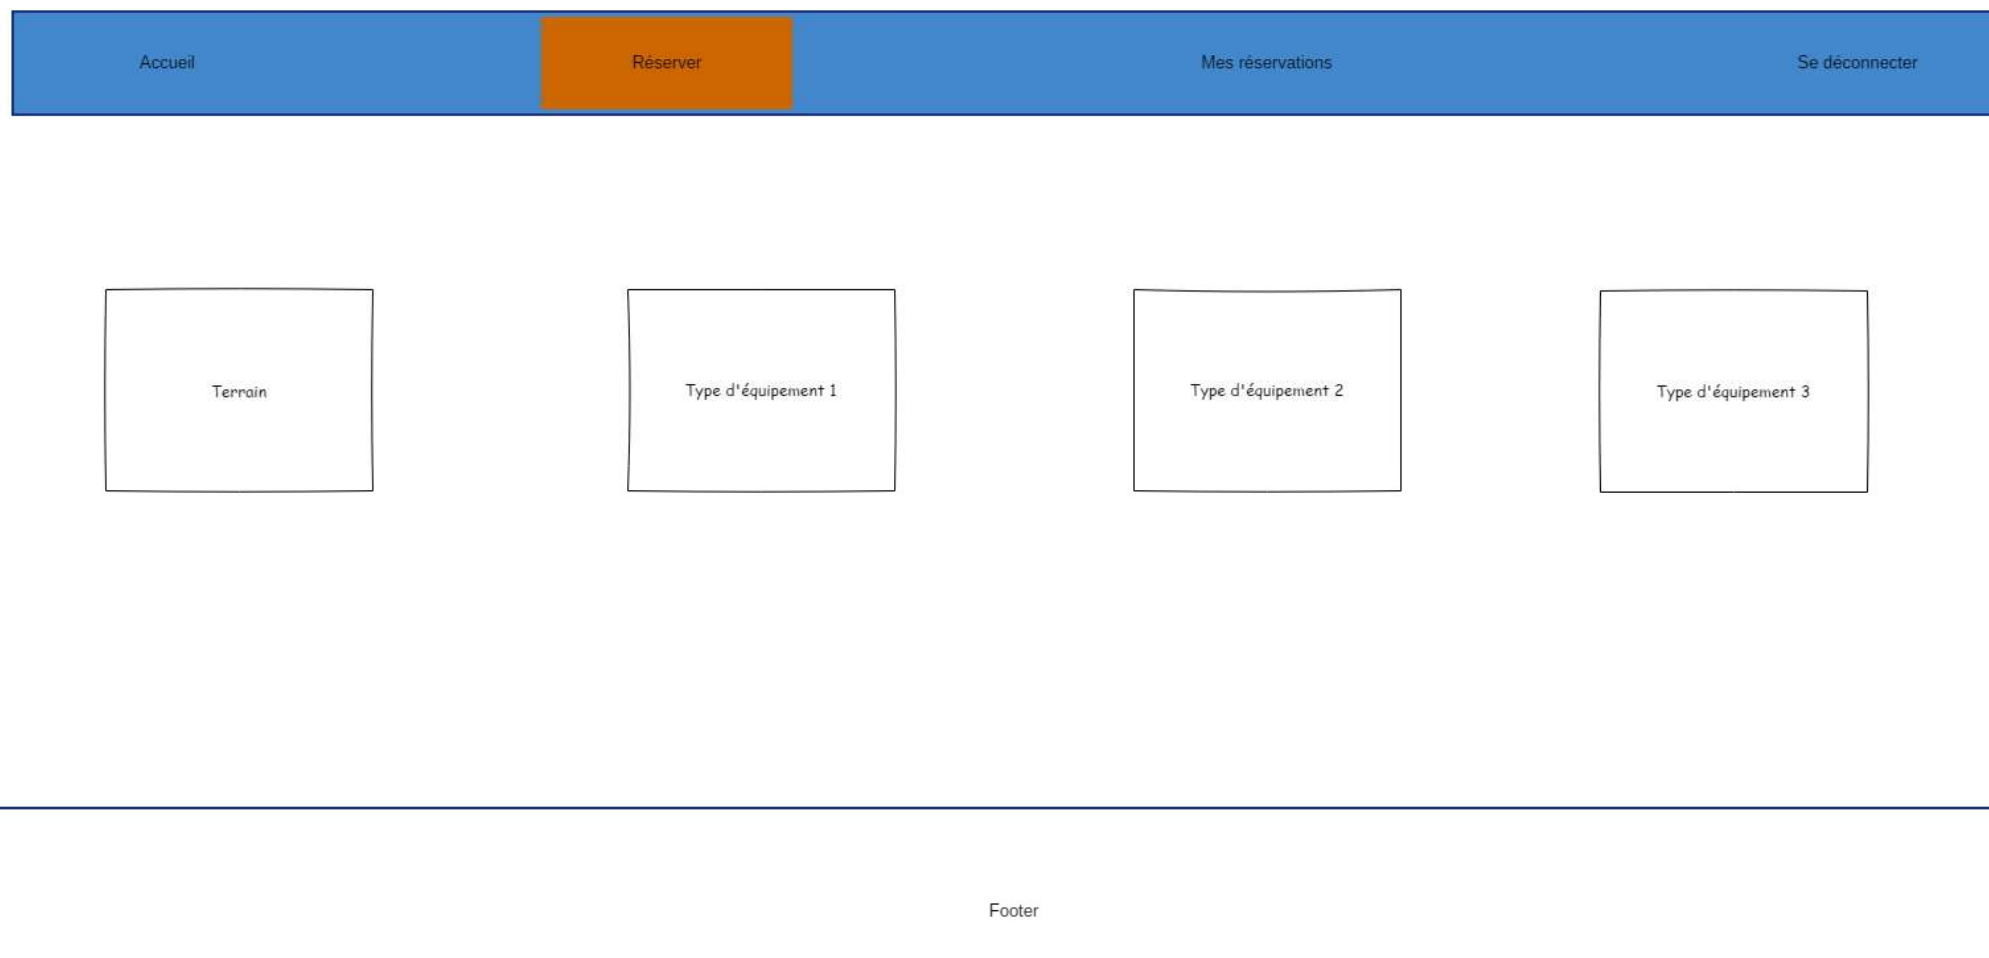 Accueil
Réserver
Mes réservations
Se déconnecter
Terrain
Type d'équipement 1
Type d'équipement 2
Type d'équipement 3
Footer